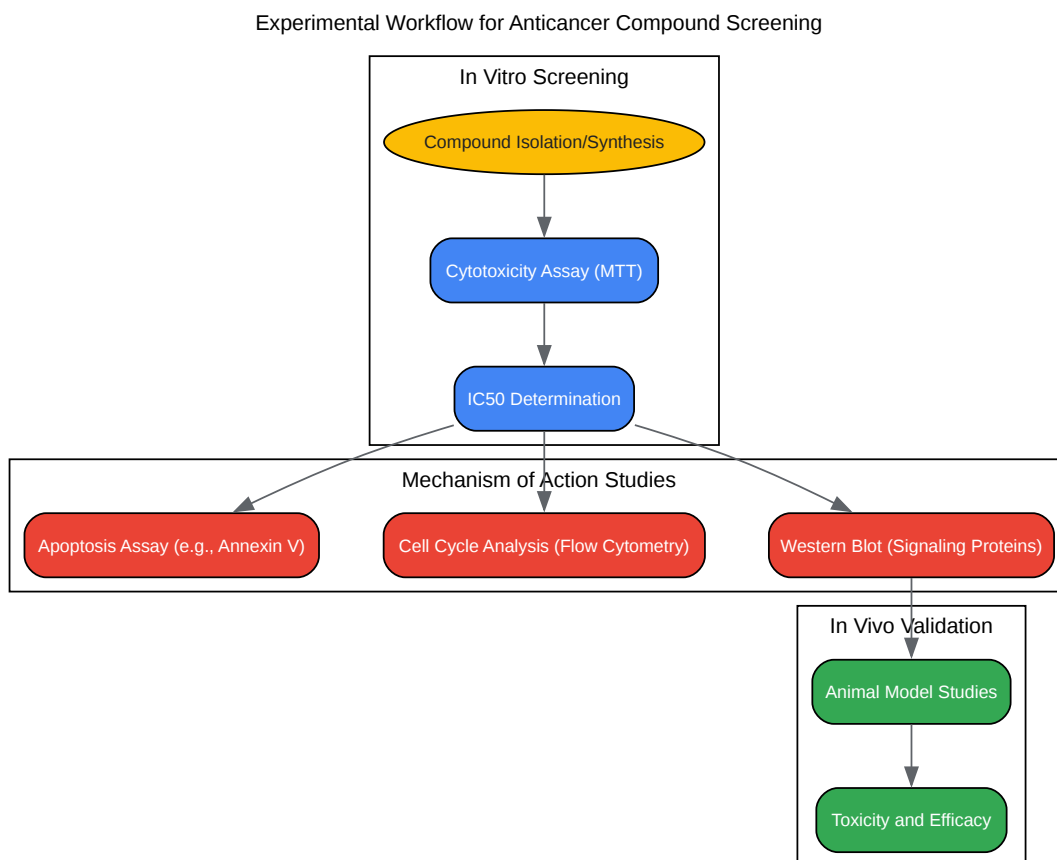 Experimental Workflow for Anticancer Compound Screening
In Vitro Screening
Compound Isolation/Synthesis
Cytotoxicity Assay (MTT)
IC50 Determination
Mechanism of Action Studies
Apoptosis Assay (e.g., Annexin V)
Cell Cycle Analysis (Flow Cytometry)
Western Blot (Signaling Proteins)
In Vivo Validation
Animal Model Studies
Toxicity and Efficacy